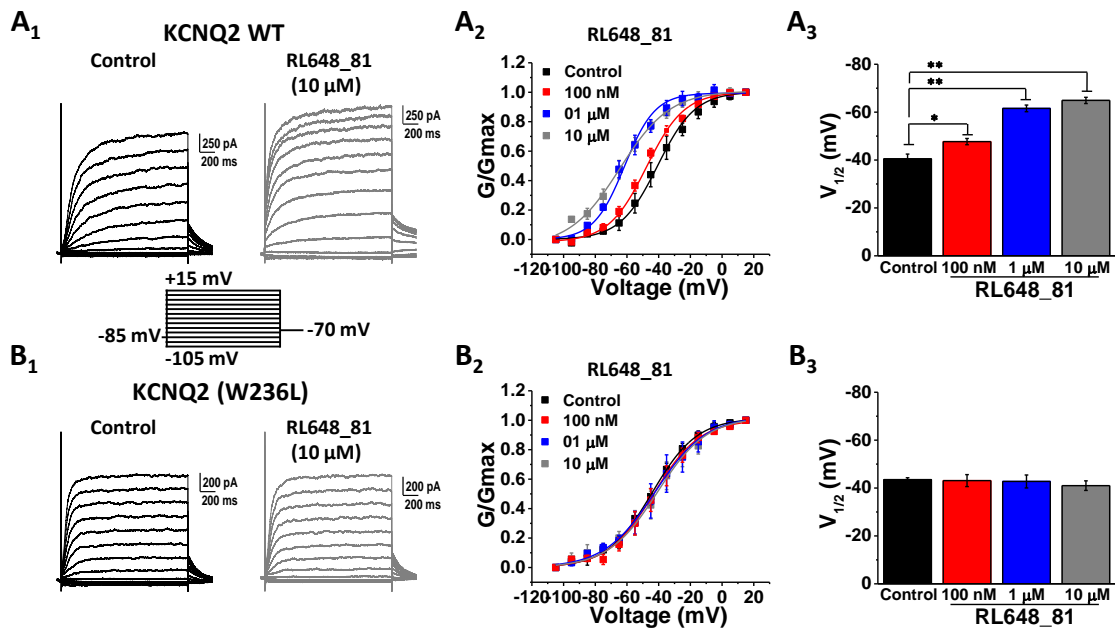 A1
KCNQ2 WT
Control
RL648_81
(10 µM)
250 pA
200 ms
250 pA
200 ms
+15 mV
-85 mV
-70 mV
-105 mV
A2
RL648_81
Control
100 nM
01 µM
10 µM
1.2
1.0
0.8
0.6
0.4
0.2
0.0
G/Gmax
-120 -100 -80 -60 -40 -20 0 20
Voltage (mV)
A3
-80
-60
-40
-20
0
V1/2 (mV)
**
**
*
Control 100 nM 1 µM 10 µM
RL648_81
B1
KCNQ2 (W236L)
Control
RL648_81
(10 µM)
200 pA
200 ms
200 pA
200 ms
B2
RL648_81
Control
100 nM
01 µM
10 µM
1.2
1.0
0.8
0.6
0.4
0.2
0.0
G/Gmax
-120 -100 -80 -60 -40 -20 0 20
Voltage (mV)
B3
-80
-60
-40
-20
0
V1/2 (mV)
Control 100 nM 1 µM 10 µM
RL648_81